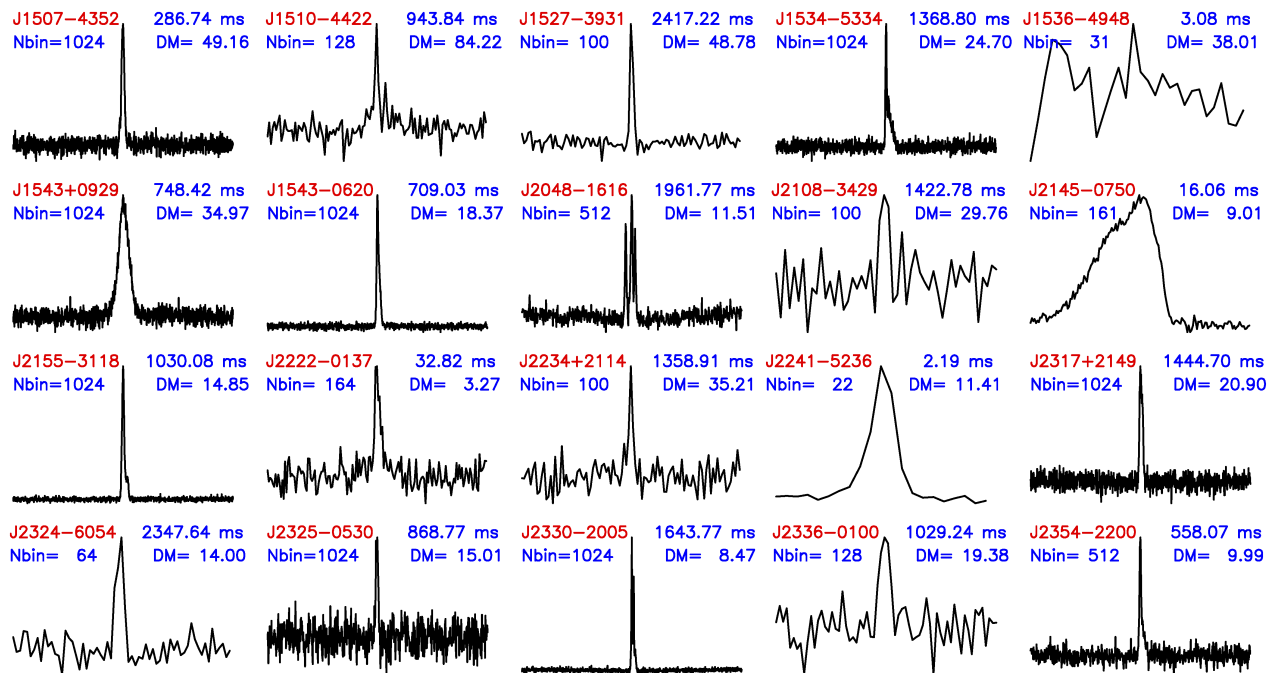 J1507−4352 286.74 ms J1510−4422 943.84 ms J1527−3931 2417.22 ms J1534−5334 1368.80 ms J1536−4948 3.08 ms
Nbin=1024 DM= 49.16 Nbin= 128 DM= 84.22 Nbin= 100 DM= 48.78 Nbin=1024 DM= 24.70 Nbin= 31 DM= 38.01
J1543+0929 748.42 ms J1543−0620 709.03 ms J2048−1616 1961.77 ms J2108−3429 1422.78 ms J2145−0750 16.06 ms
Nbin=1024 DM= 34.97 Nbin=1024 DM= 18.37 Nbin= 512 DM= 11.51 Nbin= 100 DM= 29.76 Nbin= 161 DM= 9.01
J2155−3118 1030.08 ms J2222−0137 32.82 ms J2234+2114 1358.91 ms J2241−5236 2.19 ms J2317+2149 1444.70 ms
Nbin=1024 DM= 14.85 Nbin= 164 DM= 3.27 Nbin= 100 DM= 35.21 Nbin= 22 DM= 11.41 Nbin=1024 DM= 20.90
J2324−6054 2347.64 ms J2325−0530 868.77 ms J2330−2005 1643.77 ms J2336−0100 1029.24 ms J2354−2200 558.07 ms
Nbin= 64 DM= 14.00 Nbin=1024 DM= 15.01 Nbin=1024 DM= 8.47 Nbin= 128 DM= 19.38 Nbin= 512 DM= 9.99